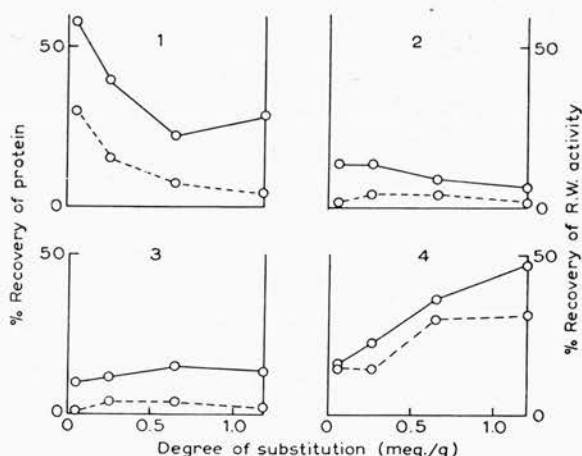 50
0
1
2
50
0
% Recovery of protein
% Recovery of R.W. activity
50
0
3
4
50
0
0 0.5 1.0
0 0.5 1.0
Degree of substitution (meq./g)